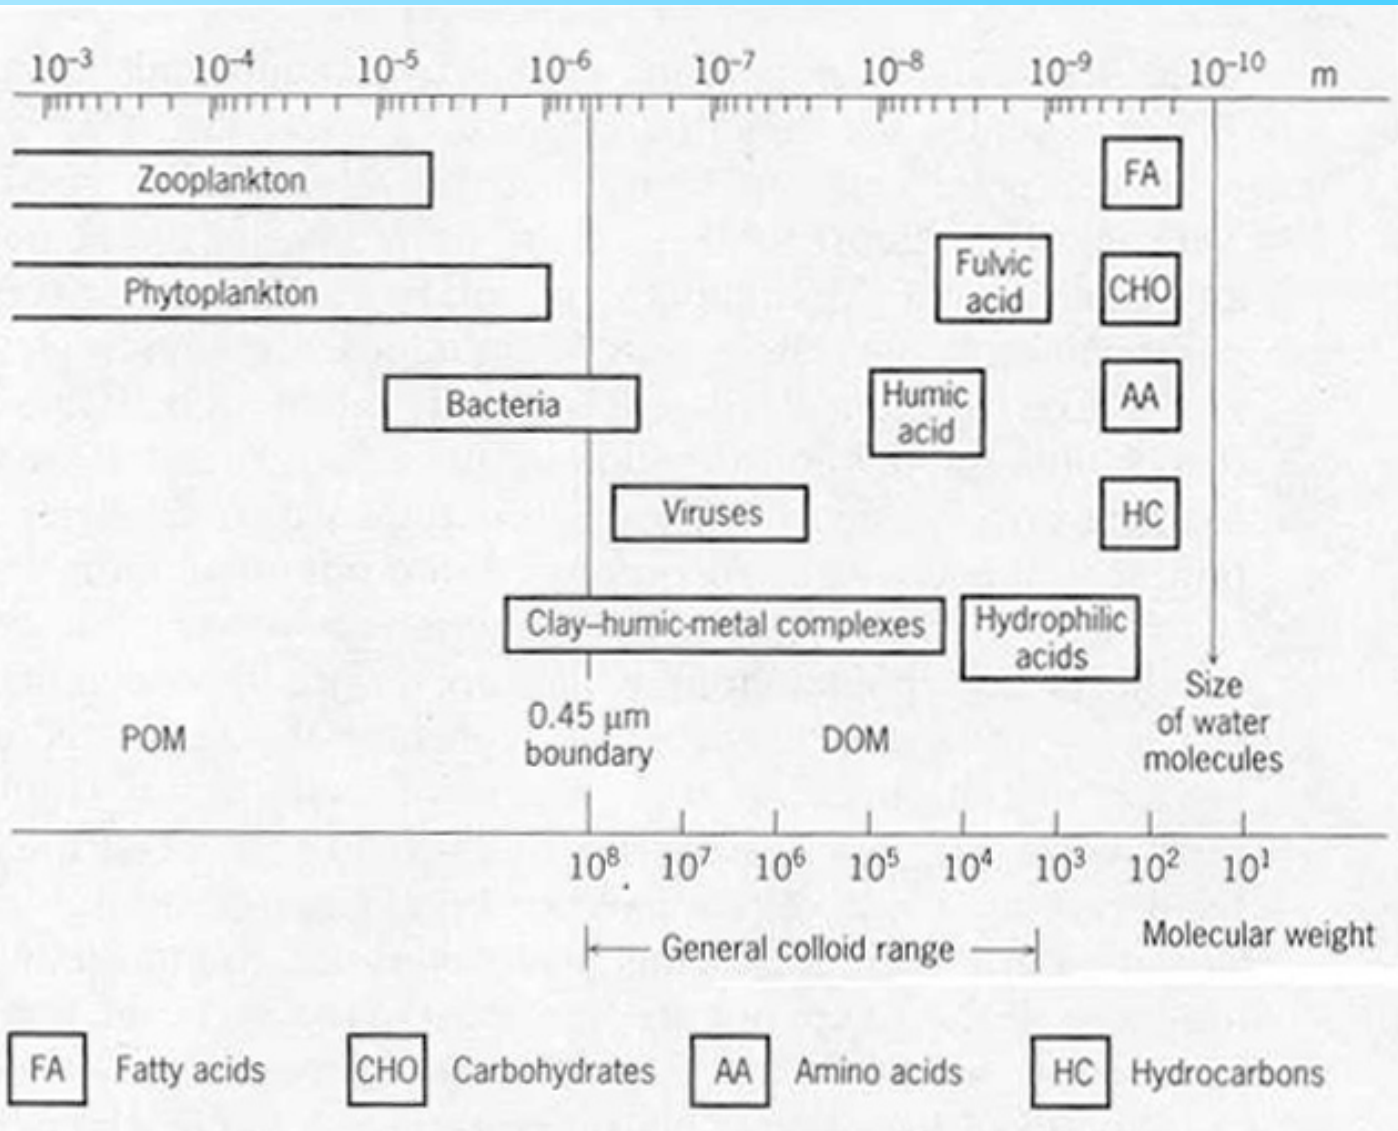 10⁻³ 10⁻⁴ 10⁻⁵ 10⁻⁶ 10⁻⁷ 10⁻⁸ 10⁻⁹ 10⁻¹⁰ m
Zooplankton
FA
Phytoplankton
Fulvic
acid
CHO
Bacteria
Humic
acid
AA
Viruses
HC
Clay–humic-metal complexes
Hydrophilic
acids
POM
0.45 μm
boundary
DOM
Size
of water
molecules
10⁸ 10⁷ 10⁶ 10⁵ 10⁴ 10³ 10² 10¹
General colloid range
Molecular weight
FA Fatty acids CHO Carbohydrates AA Amino acids HC Hydrocarbons